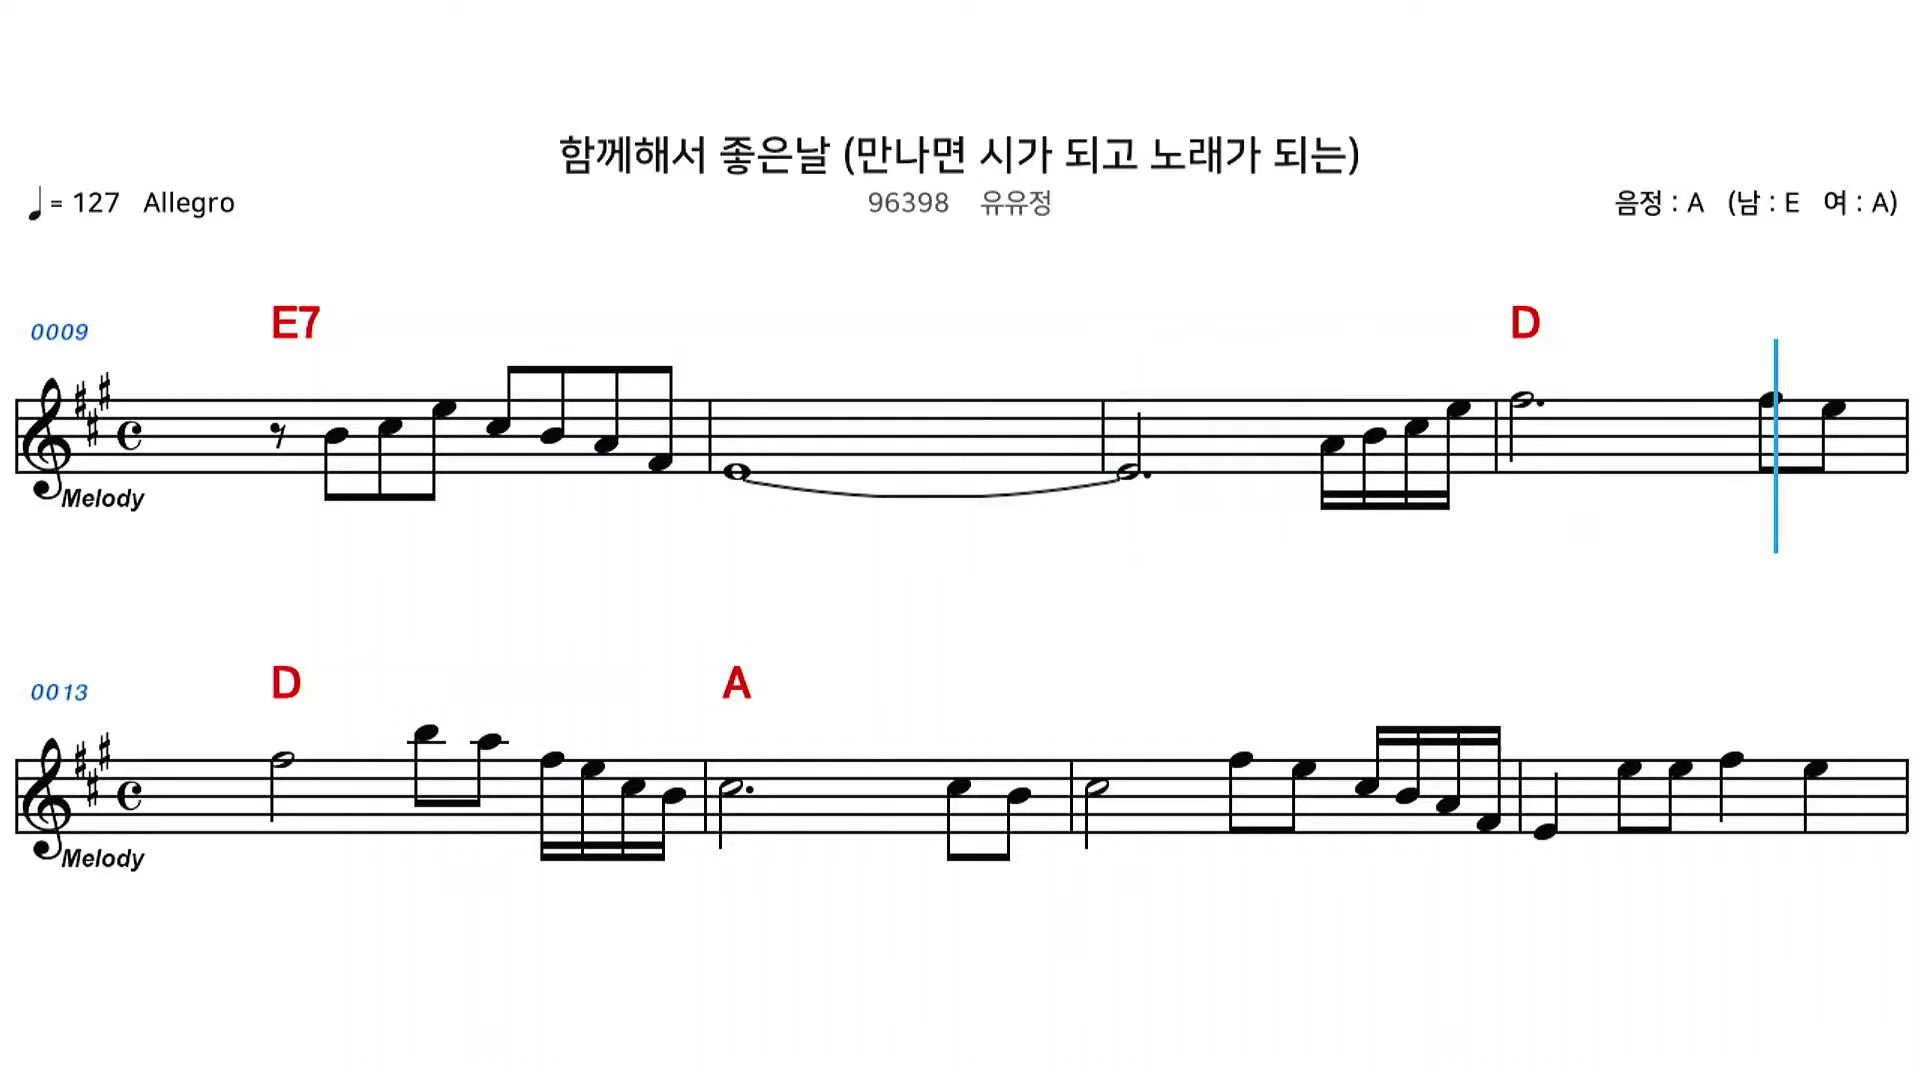 함께해서 좋은날 (만나면 시가 되고 노래가 되는)
= 127 Allegro 96398 유유정 음정 : A (남 : E 여 : A)
0009 E7 D
Melody
0013 D A
Melody